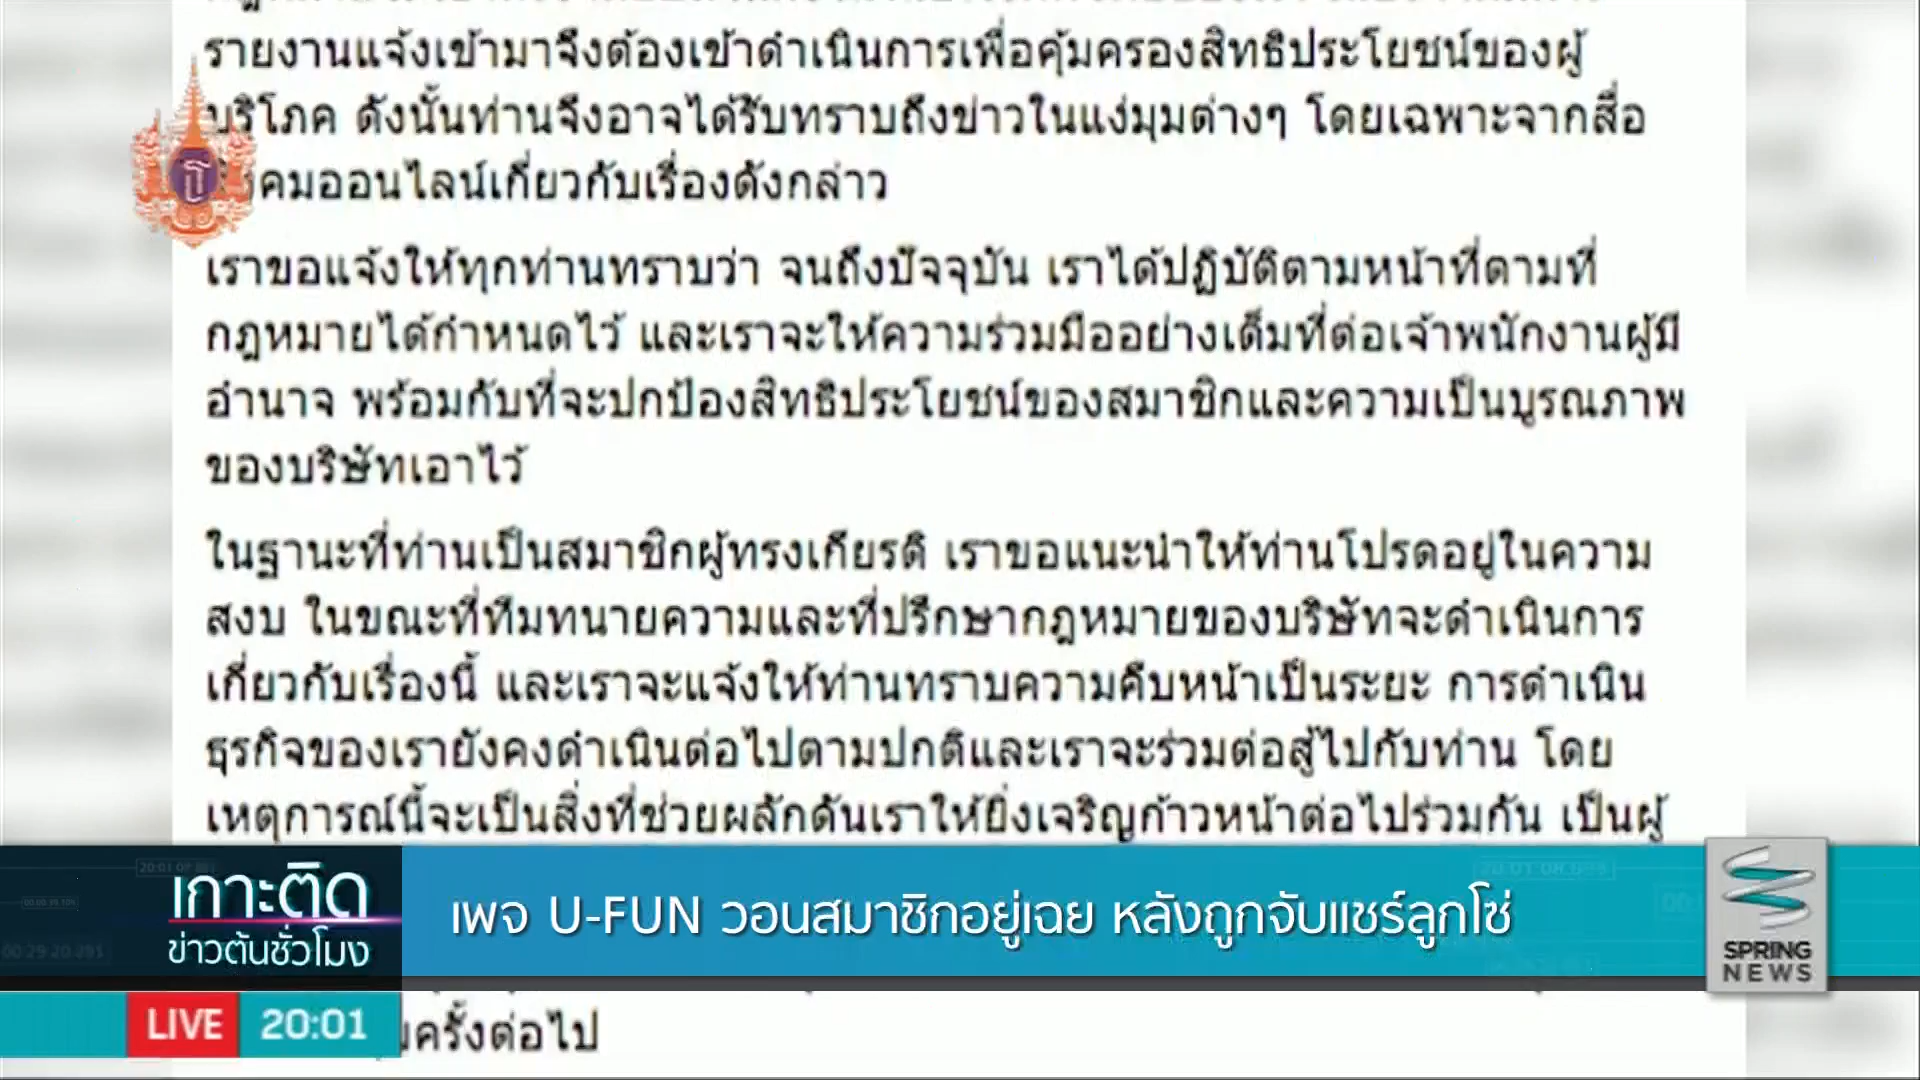 รายงานแจ้งเข้ามาจึงต้องเข้าดำเนินการเพื่อคุ้มครองสิทธิประโยชน์ของผู้
บริโภค ดังนั้นท่านจึงอาจได้รับทราบถึงข่าวในแง่มุมต่างๆ โดยเฉพาะจากสื่อ
คมออนไลน์เกี่ยวกับเรื่องดังกล่าว
เราขอแจ้งให้ทุกท่านทราบว่า จนถึงปัจจุบัน เราได้ปฏิบัติตามหน้าที่ตามที่
กฎหมายได้กำหนดไว้ และเราจะให้ความร่วมมืออย่างเต็มที่ต่อเจ้าพนักงานผู้มี
อำนาจ พร้อมกับที่จะปกป้องสิทธิประโยชน์ของสมาชิกและความเป็นบูรณภาพ
ของบริษัทเอาไว้
ในฐานะที่ท่านเป็นสมาชิกผู้ทรงเกียรติ เราขอแนะนำให้ท่านโปรดอยู่ในความ
สงบ ในขณะที่ทีมทนายความและที่ปรึกษากฎหมายของบริษัทจะดำเนินการ
เกี่ยวกับเรื่องนี้ และเราจะแจ้งให้ท่านทราบความคืบหน้าเป็นระยะ การดำเนิน
ธุรกิจของเรายังคงดำเนินต่อไปตามปกติและเราจะร่วมต่อสู้ไปกับท่าน โดย
เหตุการณ์นี้จะเป็นสิ่งที่ช่วยผลักดันเราให้ยิ่งเจริญก้าวหน้าต่อไปร่วมกัน เป็นผู้
เกาะติด
ข่าวต้นชั่วโมง
เพจ U-FUN วอนสมาชิกอยู่เฉย หลังถูกจับแชร์ลูกโซ่
SPRING
NEWS
LIVE 20:01
ครั้งต่อไป